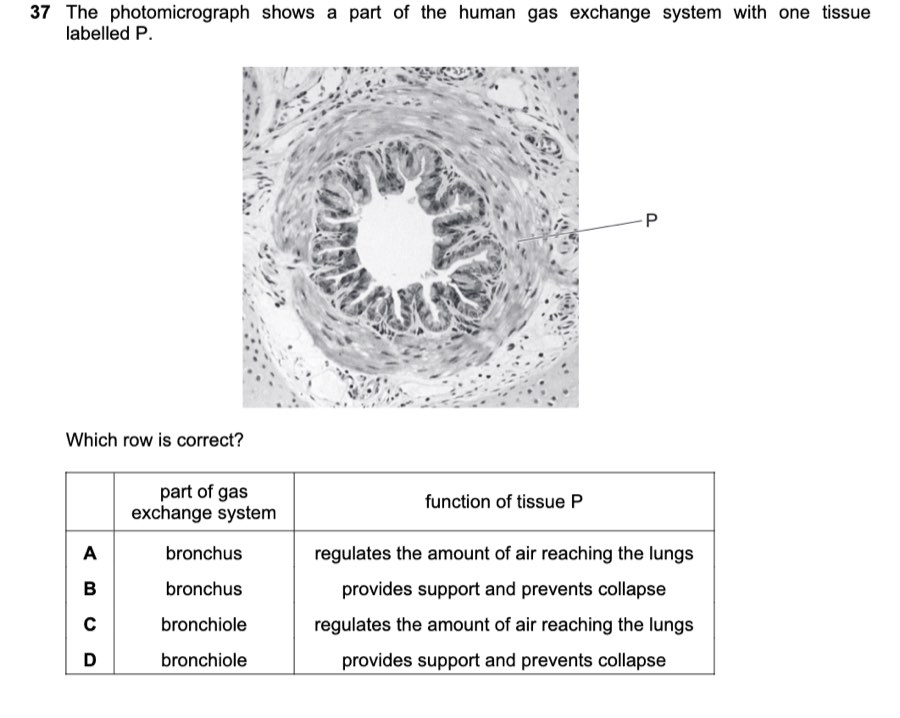 37 The photomicrograph shows a part of the human gas exchange system with one tissue
labelled P.
P
Which row is correct?
part of gas
exchange system
function of tissue P
A bronchus regulates the amount of air reaching the lungs
B bronchus provides support and prevents collapse
C bronchiole regulates the amount of air reaching the lungs
D bronchiole provides support and prevents collapse